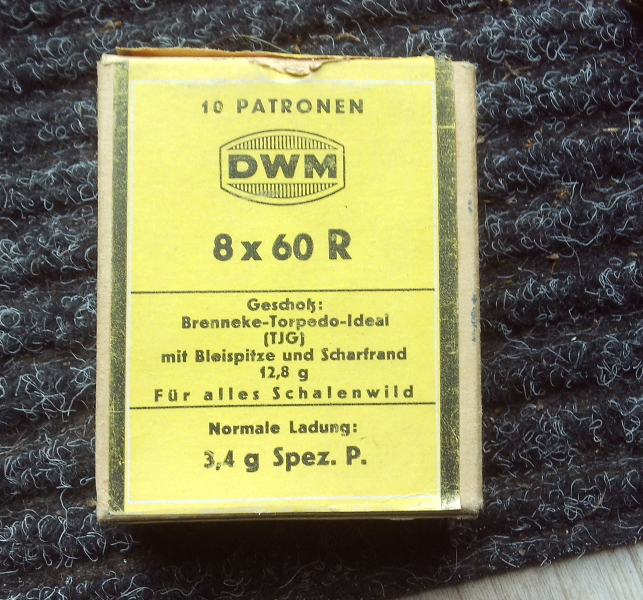 10 PATRONEN
DWM
8 x 60 R
Geschoß:
Brenneke-Torpedo-Ideal
(TJG)
mit Bleispitze und Scharfrand
12,8 g
Für alles Schalenwild
Normale Ladung:
3,4 g Spez. P.